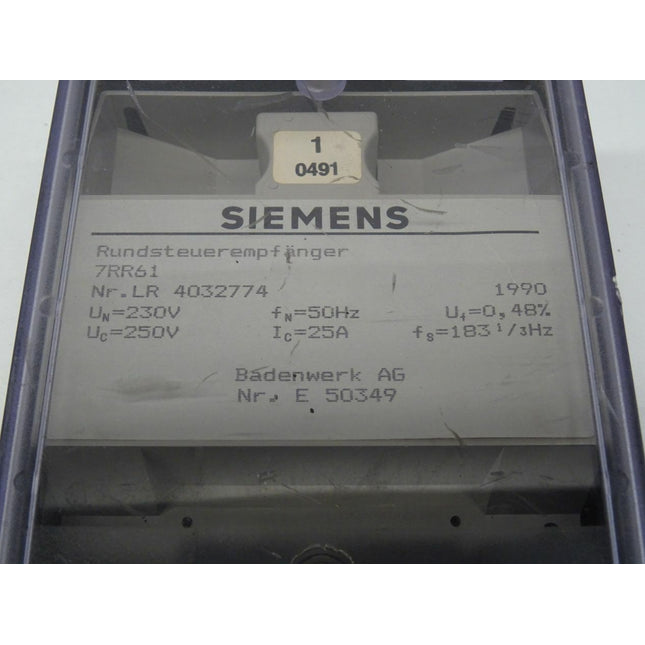 1
0491
SIEMENS
Rundsteuerempfänger
7RR61
Nr.LR 4032774 1990
UN=230V fN=50Hz Uf=0,48%
UC=250V IC=25A fS=183 1/3Hz
Badenwerk AG
Nr. E 50349